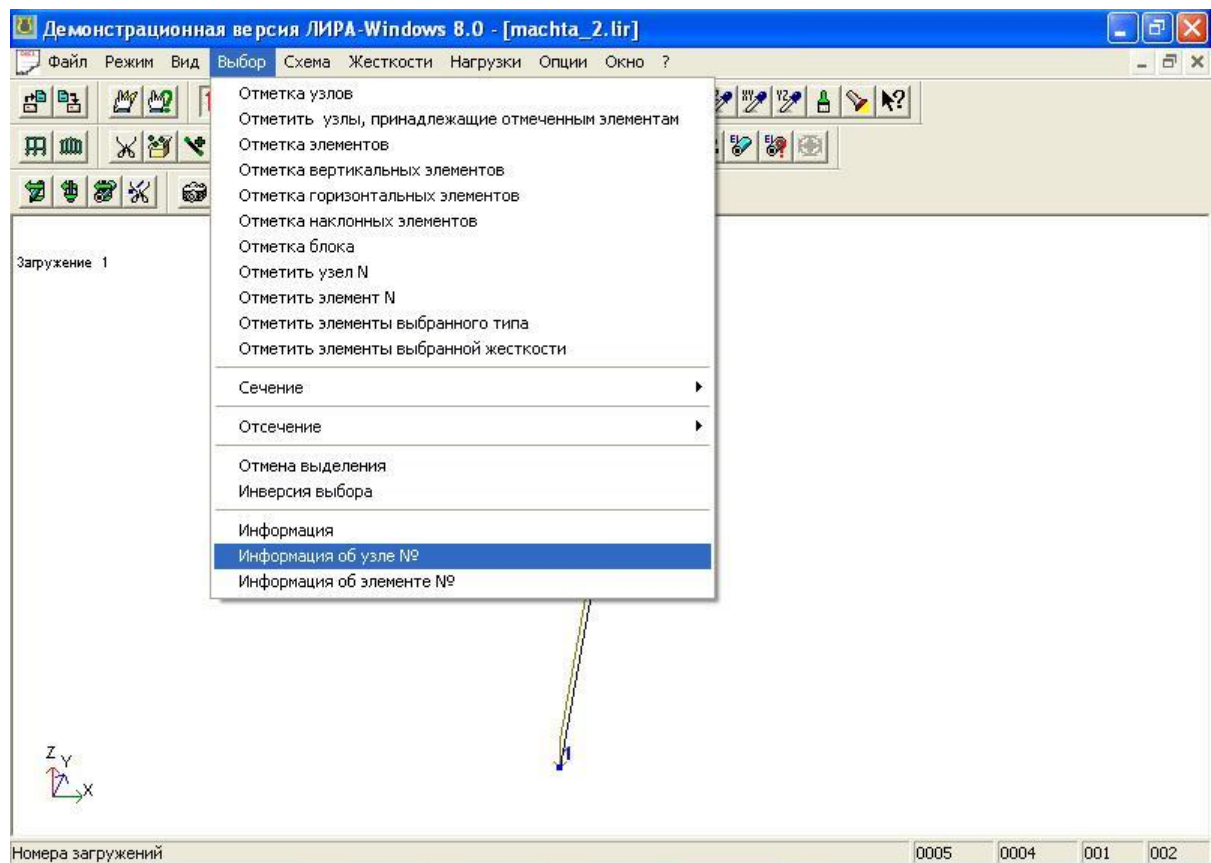 Демонстрационная версия ЛИРА-Windows 8.0 - [machta_2.lir]
Файл Режим Вид Выбор Схема Жесткости Нагрузки Опции Окно ?
Отметка узлов
Отметить узлы, принадлежащие отмеченным элементам
Отметка элементов
Отметка вертикальных элементов
Отметка горизонтальных элементов
Отметка наклонных элементов
Отметка блока
Отметить узел N
Отметить элемент N
Отметить элементы выбранного типа
Отметить элементы выбранной жесткости
Сечение
Отсечение
Отмена выделения
Инверсия выбора
Информация
Информация об узле №
Информация об элементе №
Загружение 1
1
Z
Y
X
Номера загружений 0005 0004 001 002